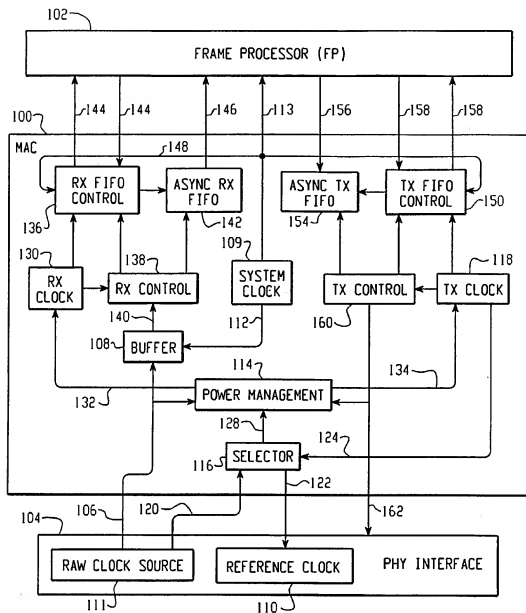 102
FRAME PROCESSOR (FP)
144
144
146
113
156
158
158
100
MAC
148
RX FIFO
CONTROL
136
ASYNC RX
FIFO
142
ASYNC TX
FIFO
154
TX FIFO
CONTROL
150
130
RX
CLOCK
138
RX CONTROL
140
109
SYSTEM
CLOCK
112
TX CONTROL
160
118
TX CLOCK
108
BUFFER
114
POWER MANAGEMENT
132
134
128
116
SELECTOR
124
106
120
122
162
104
RAW CLOCK SOURCE
111
REFERENCE CLOCK
110
PHY INTERFACE